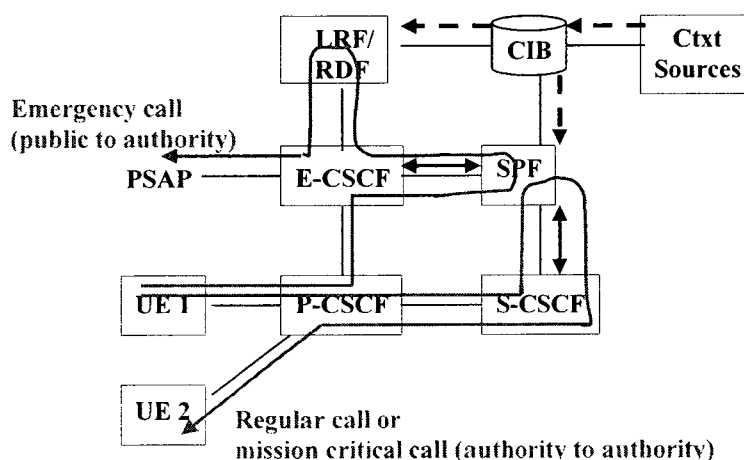 LRF/
RDF
CIB
Ctxt
Sources
Emergency call
(public to authority)
PSAP
E-CSCF
SPF
UE 1
P-CSCF
S-CSCF
UE 2
Regular call or
mission critical call (authority to authority)